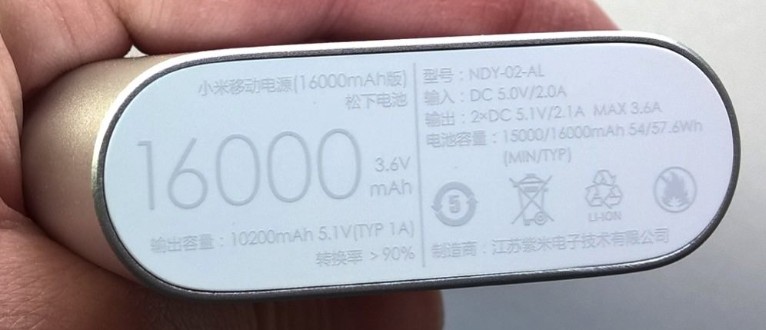 小米移动电源(16000mAh版)
松下电池
16000 3.6V
mAh
输出容量：10200mAh 5.1V(TYP 1A)
转换率 >90%
型号：NDY-02-AL
输入：DC 5.0V/2.0A
输出：2×DC 5.1V/2.1A MAX 3.6A
电池容量：15000/16000mAh 54/57.6Wh
(MIN/TYP)
5
LI-ION
制造商：江苏紫米电子技术有限公司